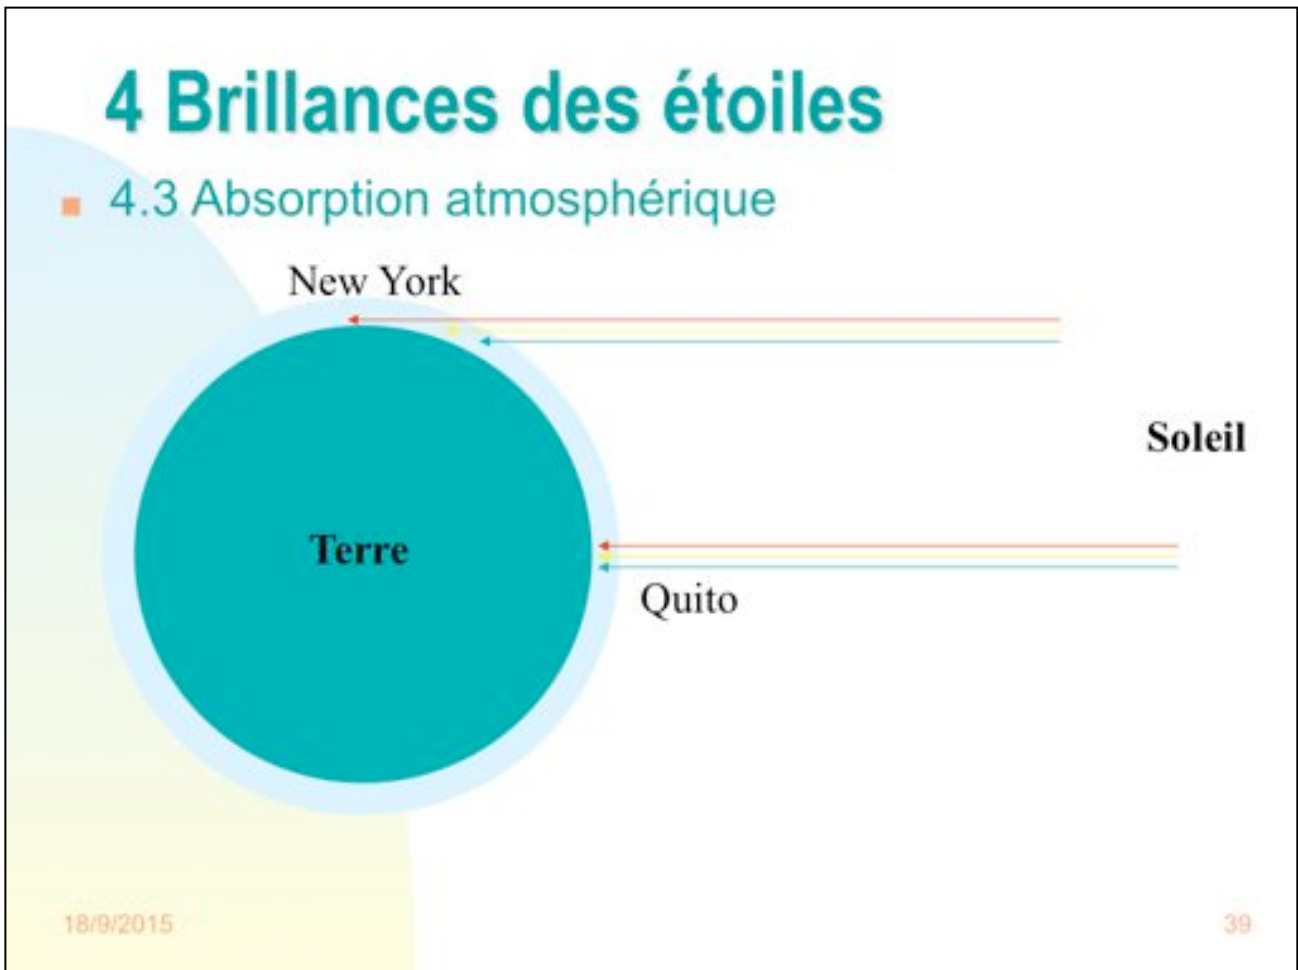 4 Brillances des étoiles
4.3 Absorption atmosphérique
New York
Soleil
Terre
Quito
18/9/2015
39